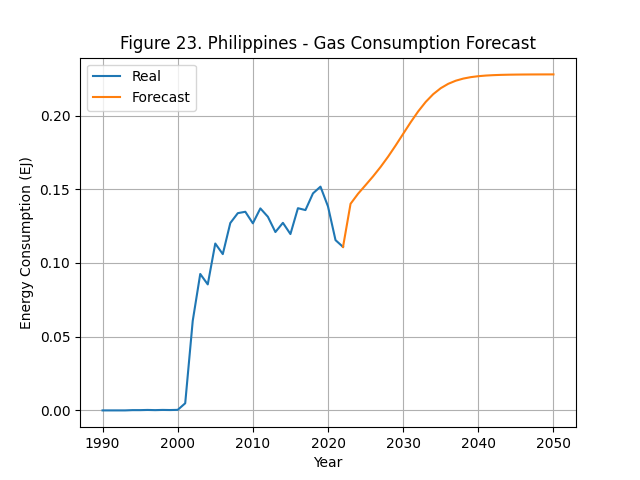 Figure 23. Philippines - Gas Consumption Forecast
Real
Forecast
Energy Consumption (EJ)
0.20
0.15
0.10
0.05
0.00
1990 2000 2010 2020 2030 2040 2050
Year